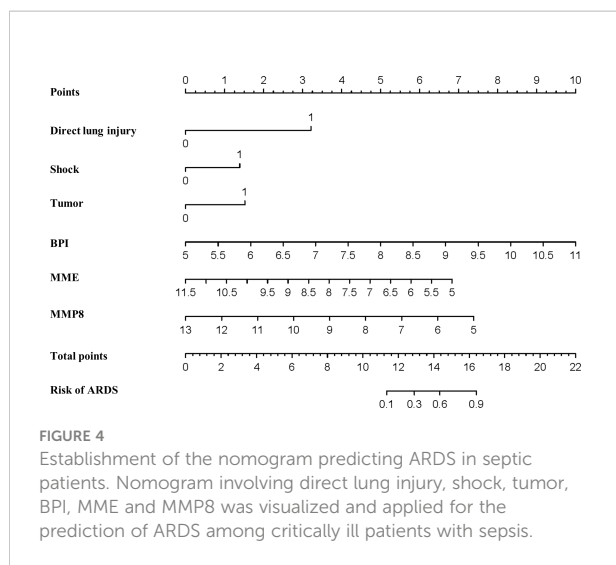 0 1 2 3 4 5 6 7 8 9 10
Points
Direct lung injury
1
0
Shock
1
0
Tumor
1
0
BPI
5 5.5 6 6.5 7 7.5 8 8.5 9 9.5 10 10.5 11
MME
11.5 10.5 9.5 9 8.5 8 7.5 7 6.5 6 5.5 5
MMP8
13 12 11 10 9 8 7 6 5
Total points
0 2 4 6 8 10 12 14 16 18 20 22
Risk of ARDS
0.1 0.3 0.6 0.9
FIGURE 4
Establishment of the nomogram predicting ARDS in septic
patients. Nomogram involving direct lung injury, shock, tumor,
BPI, MME and MMP8 was visualized and applied for the
prediction of ARDS among critically ill patients with sepsis.